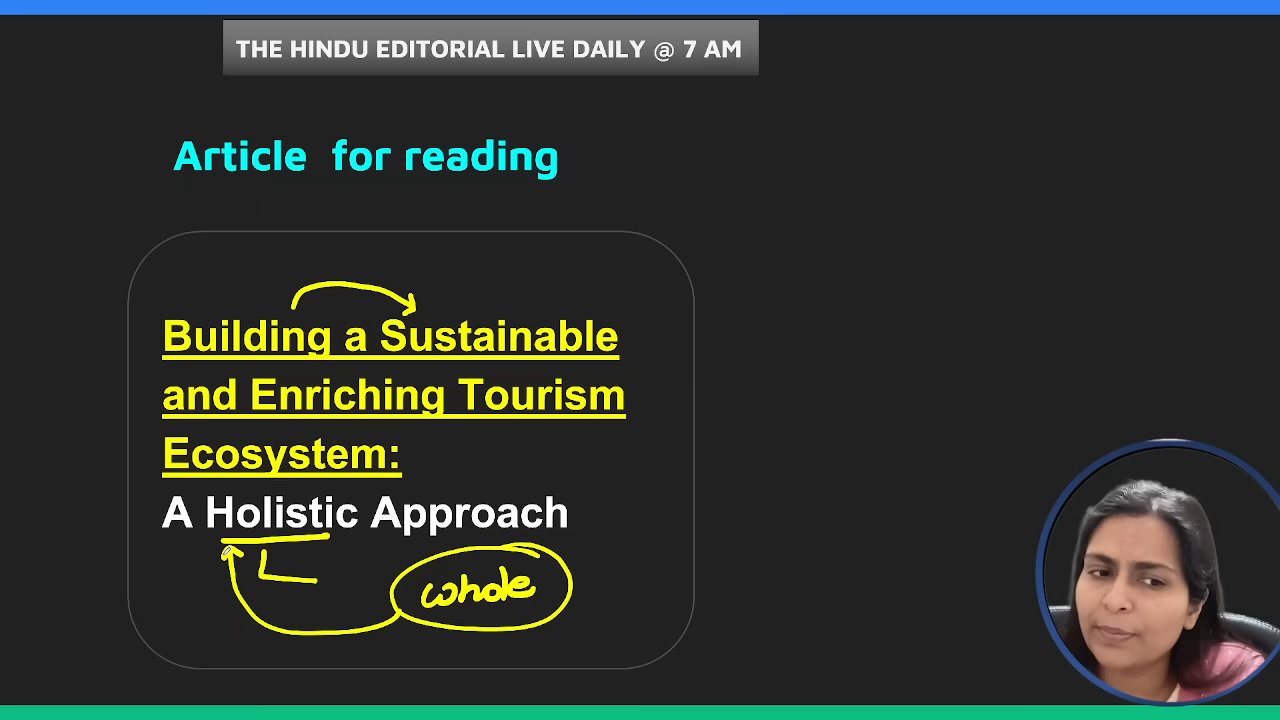 THE HINDU EDITORIAL LIVE DAILY @ 7 AM
Article for reading
Building a Sustainable
and Enriching Tourism
Ecosystem:
A Holistic Approach
whole